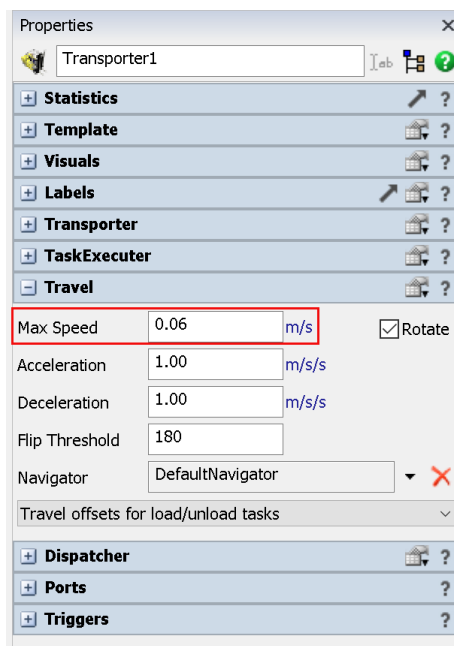 Properties
Transporter1
Statistics
?
Template
?
Visuals
?
Labels
?
Transporter
?
TaskExecuter
?
Travel
?
Max Speed 0.06 m/s Rotate
Acceleration 1.00 m/s/s
Deceleration 1.00 m/s/s
Flip Threshold 180
Navigator DefaultNavigator
Travel offsets for load/unload tasks
Dispatcher
?
Ports
?
Triggers
?